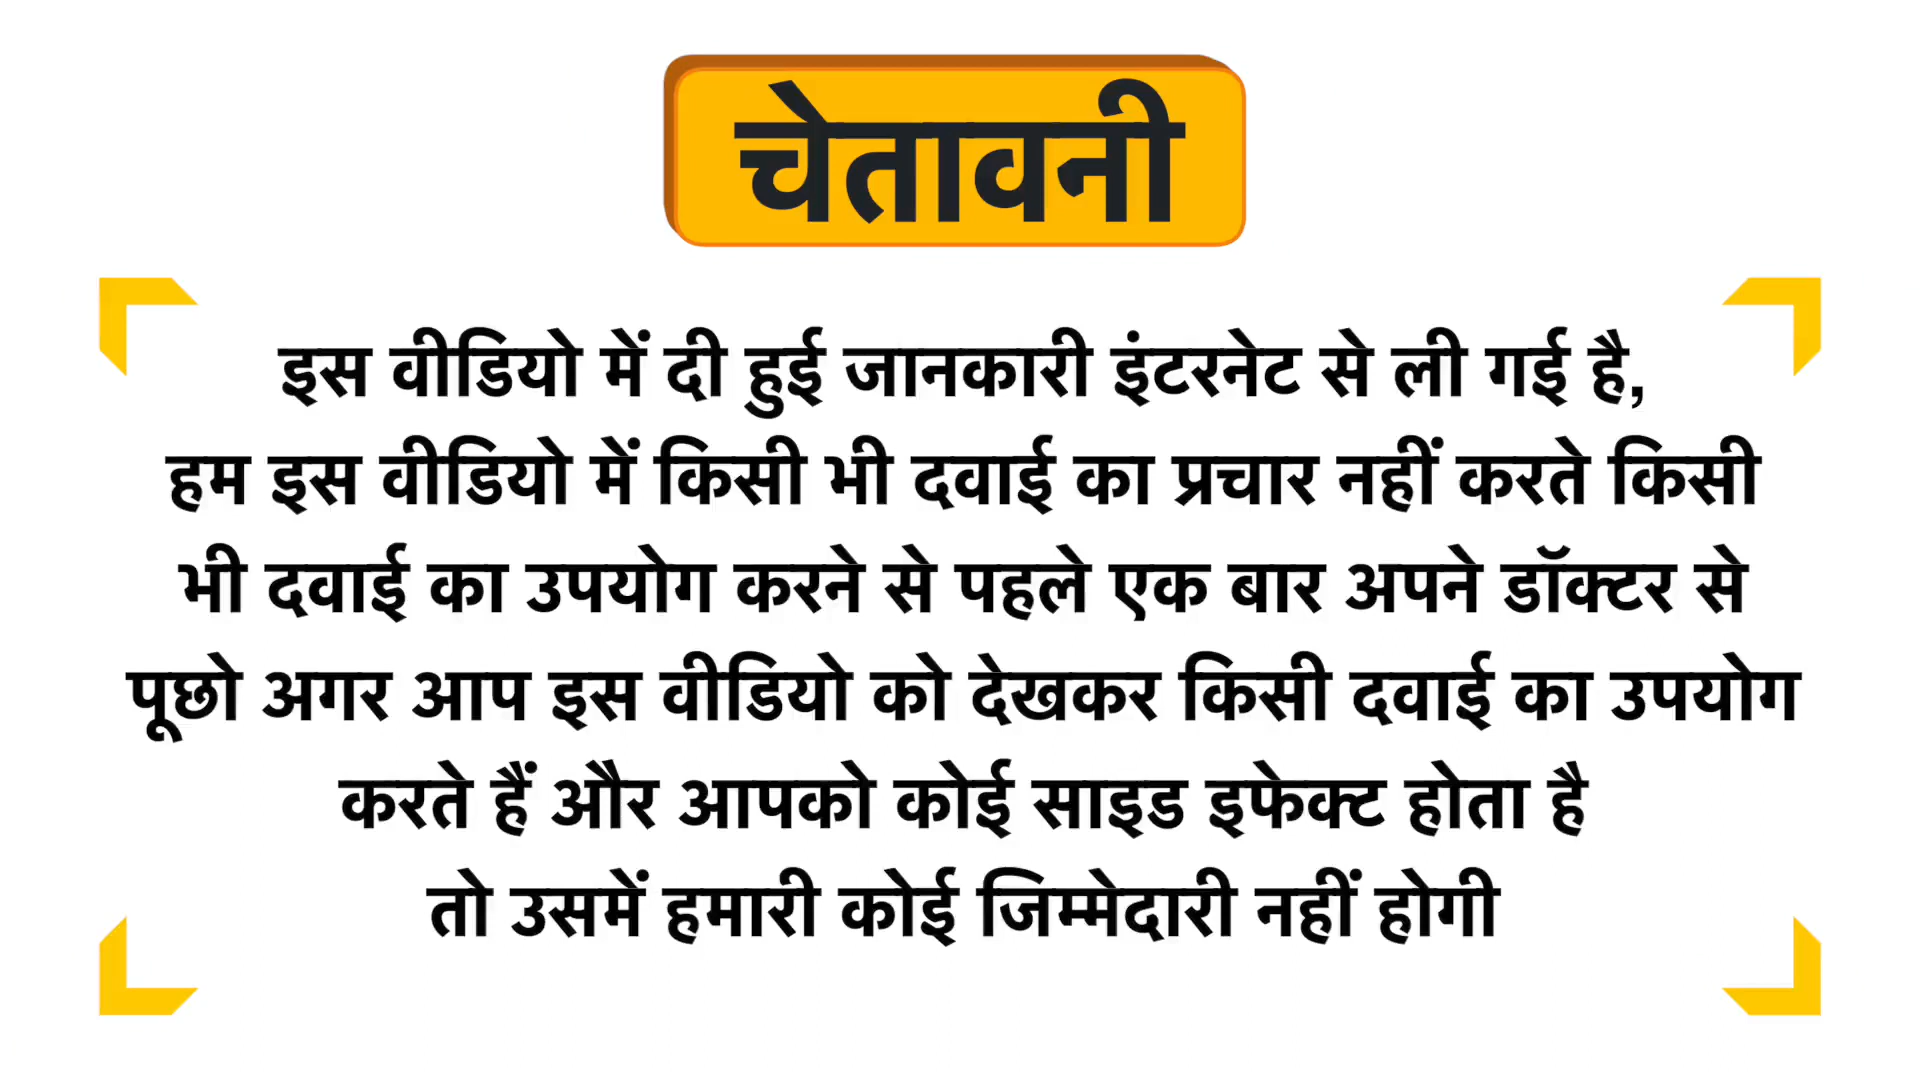 चेतावनी
इस वीडियो में दी हुई जानकारी इंटरनेट से ली गई है,
हम इस वीडियो में किसी भी दवाई का प्रचार नहीं करते किसी
भी दवाई का उपयोग करने से पहले एक बार अपने डॉक्टर से
पूछो अगर आप इस वीडियो को देखकर किसी दवाई का उपयोग
करते हैं और आपको कोई साइड इफेक्ट होता है
तो उसमें हमारी कोई जिम्मेदारी नहीं होगी